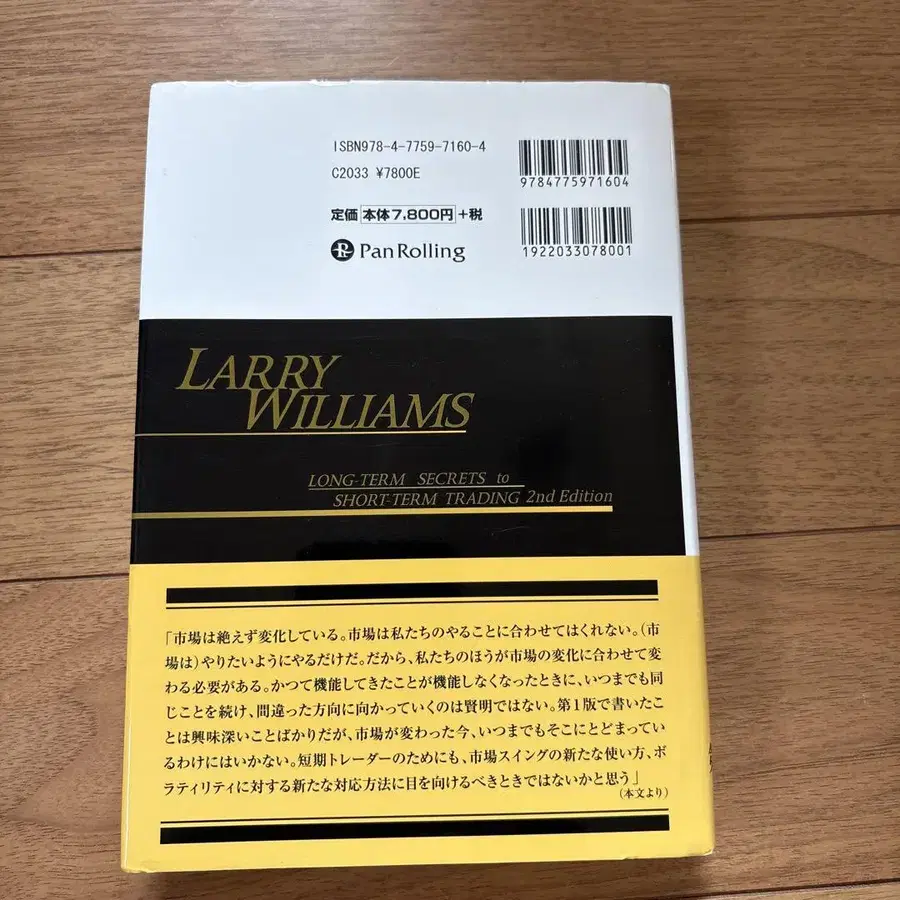 ISBN978-4-7759-7160-4
C2033 ¥7800E
9784775971604
定価 本体7,800円 +税
1922033078001
PanRolling
LARRY
WILLIAMS
LONG-TERM SECRETS to
SHORT-TERM TRADING 2nd Edition
「市場は絶えず変化している。市場は私たちのやることに合わせてはくれない。(市
場は)やりたいようにやるだけだ。だから、私たちのほうが市場の変化に合わせて変
わる必要がある。かつて機能してきたことが機能しなくなったときに、いつまでも同
じことを続け、間違った方向に向かっていくのは賢明ではない。第1版で書いたこ
とは興味深いことばかりだが、市場が変わった今、いつまでもそこにとどまってい
るわけにはいかない。短期トレーダーのためにも、市場スイングの新たな使い方、ボ
ラティリティに対する新たな対応方法に目を向けるべきときではないかと思う」
(本文より)